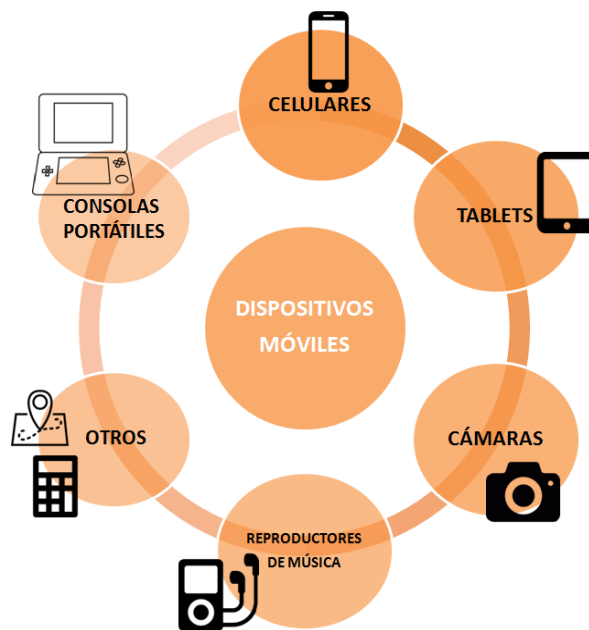 CELULARES
TABLETS
CÁMARAS
REPRODUCTORES
DE MÚSICA
OTROS
CONSOLAS
PORTÁTILES
DISPOSITIVOS
MÓVILES